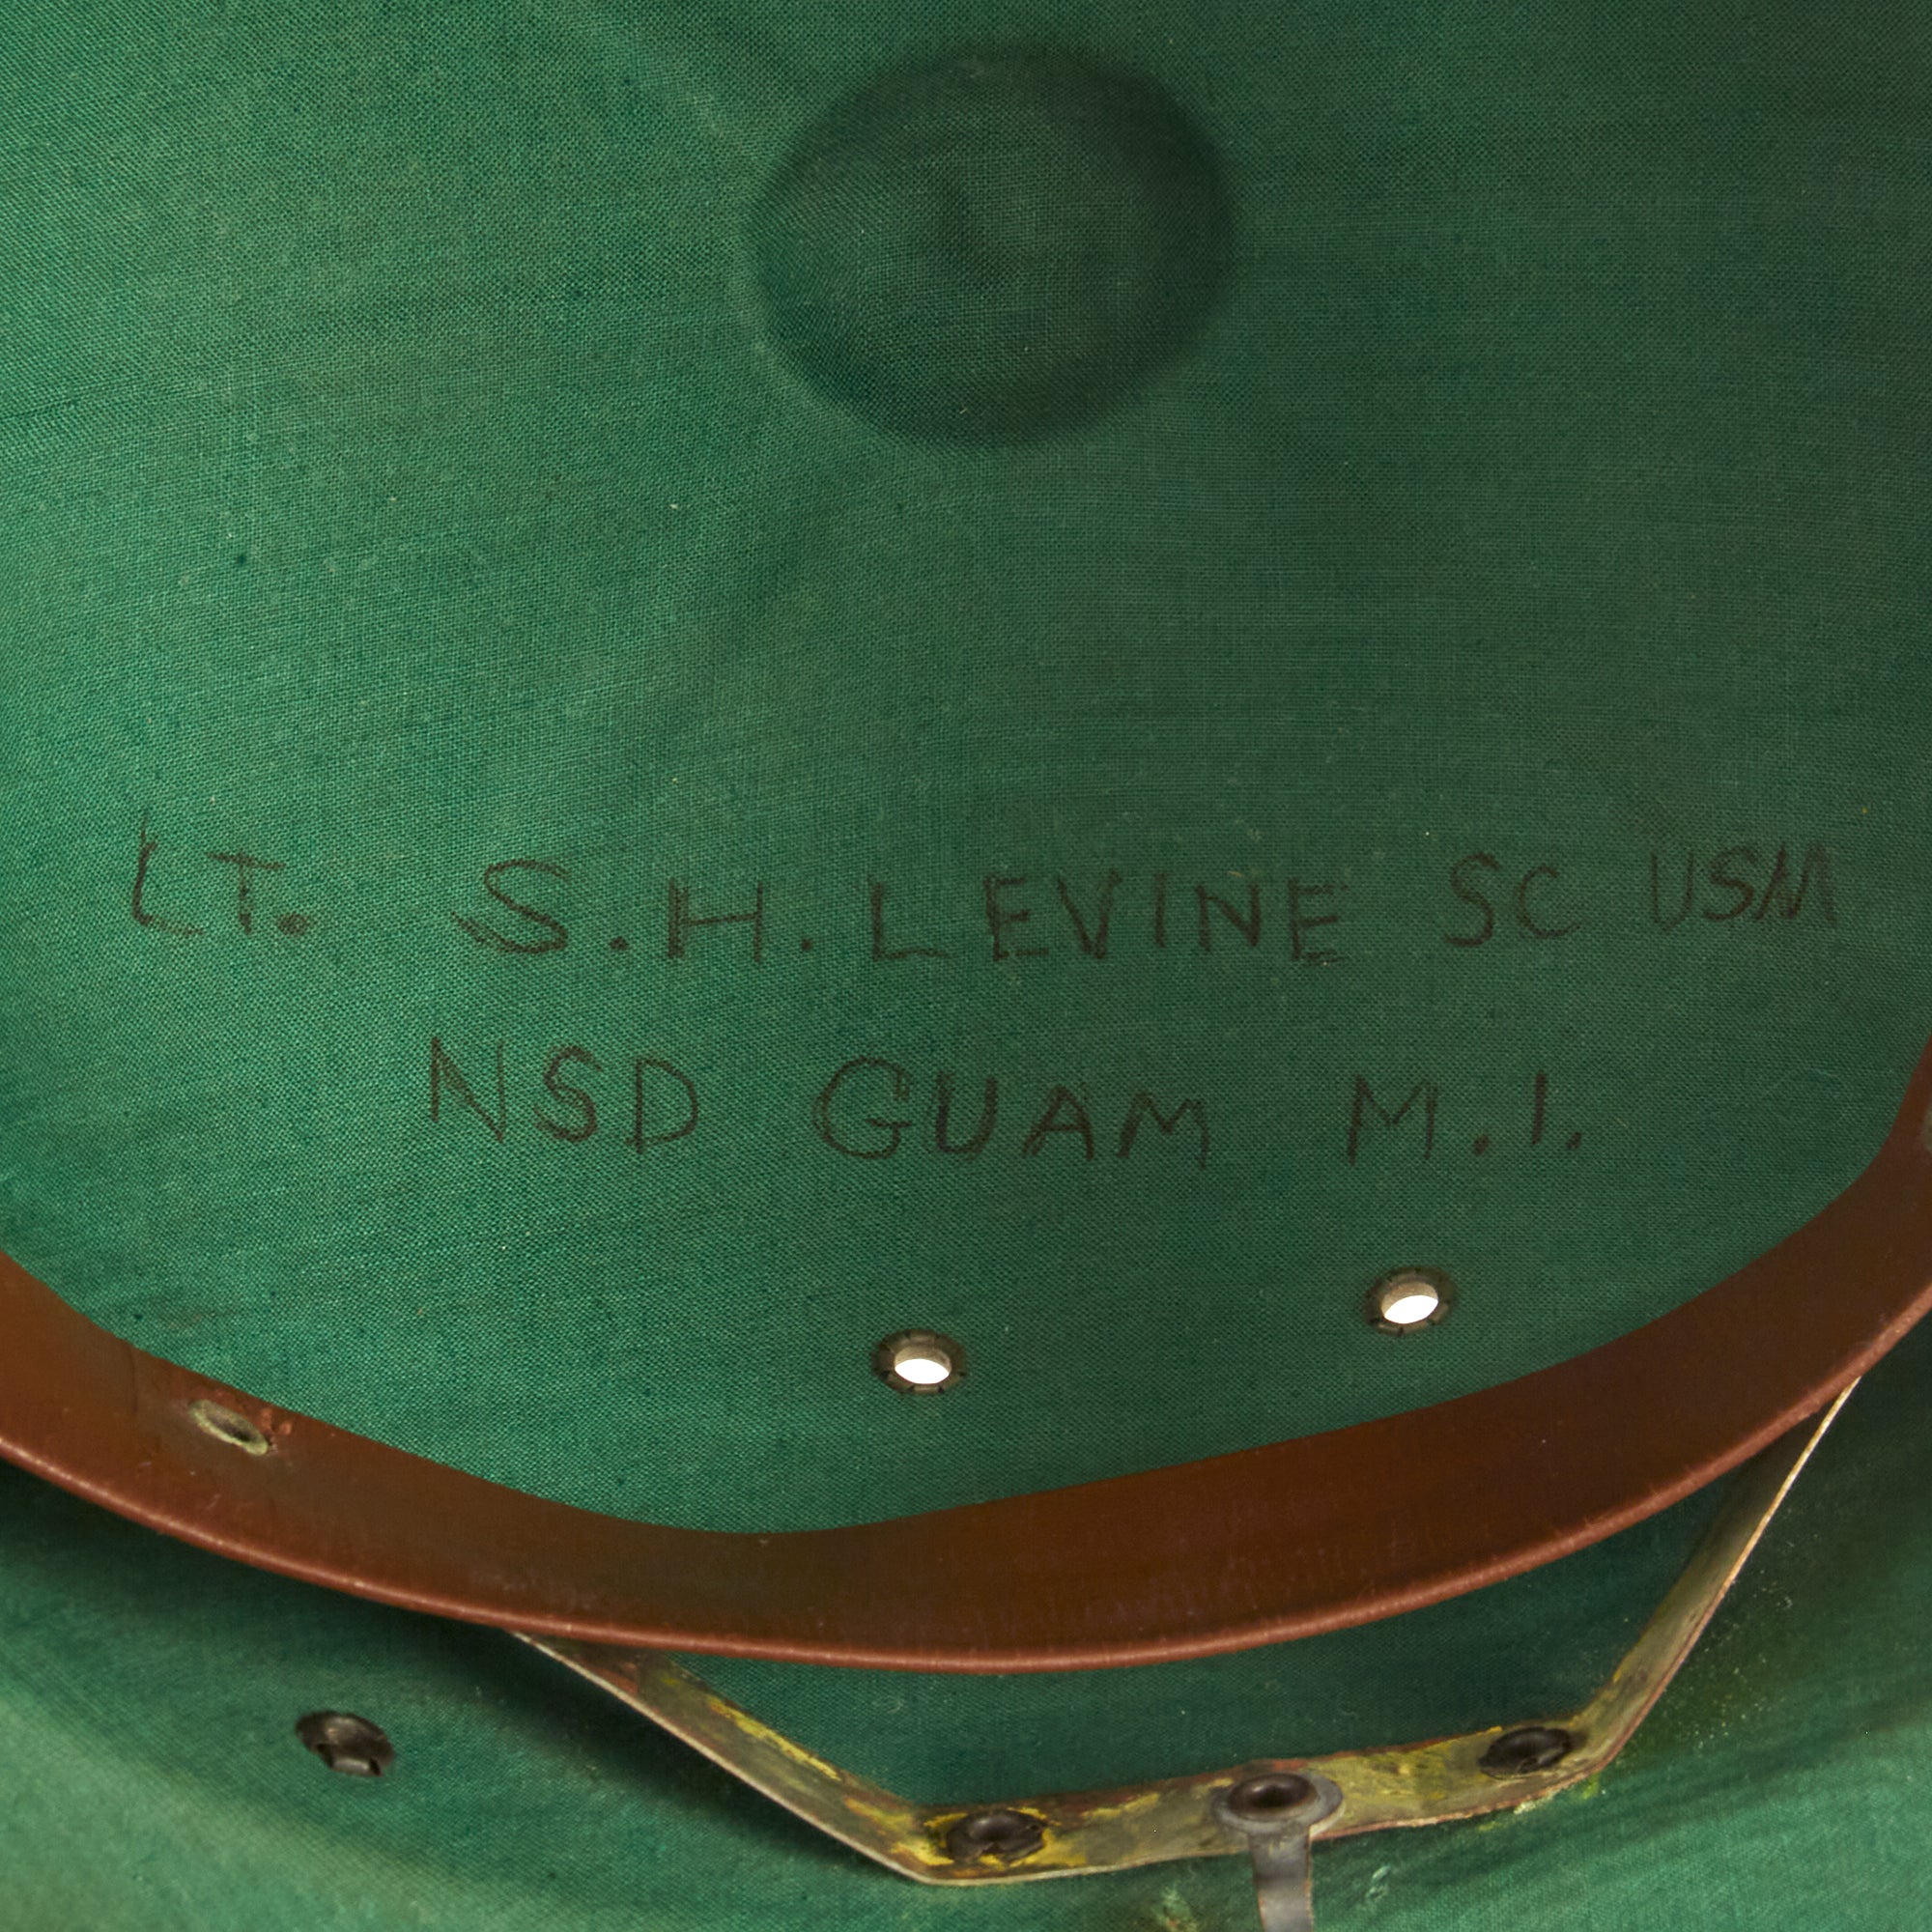 LT. S.H. LEVINE SC USN
NSD GUAM M.I.